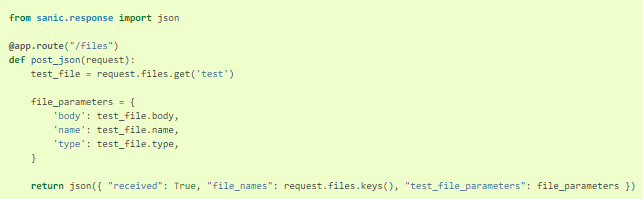 from sanic.response import json

@app.route("/files")
def post_json(request):
    test_file = request.files.get('test')

    file_parameters = {
        'body': test_file.body,
        'name': test_file.name,
        'type': test_file.type,
    }

    return json({ "received": True, "file_names": request.files.keys(), "test_file_parameters": file_parameters })